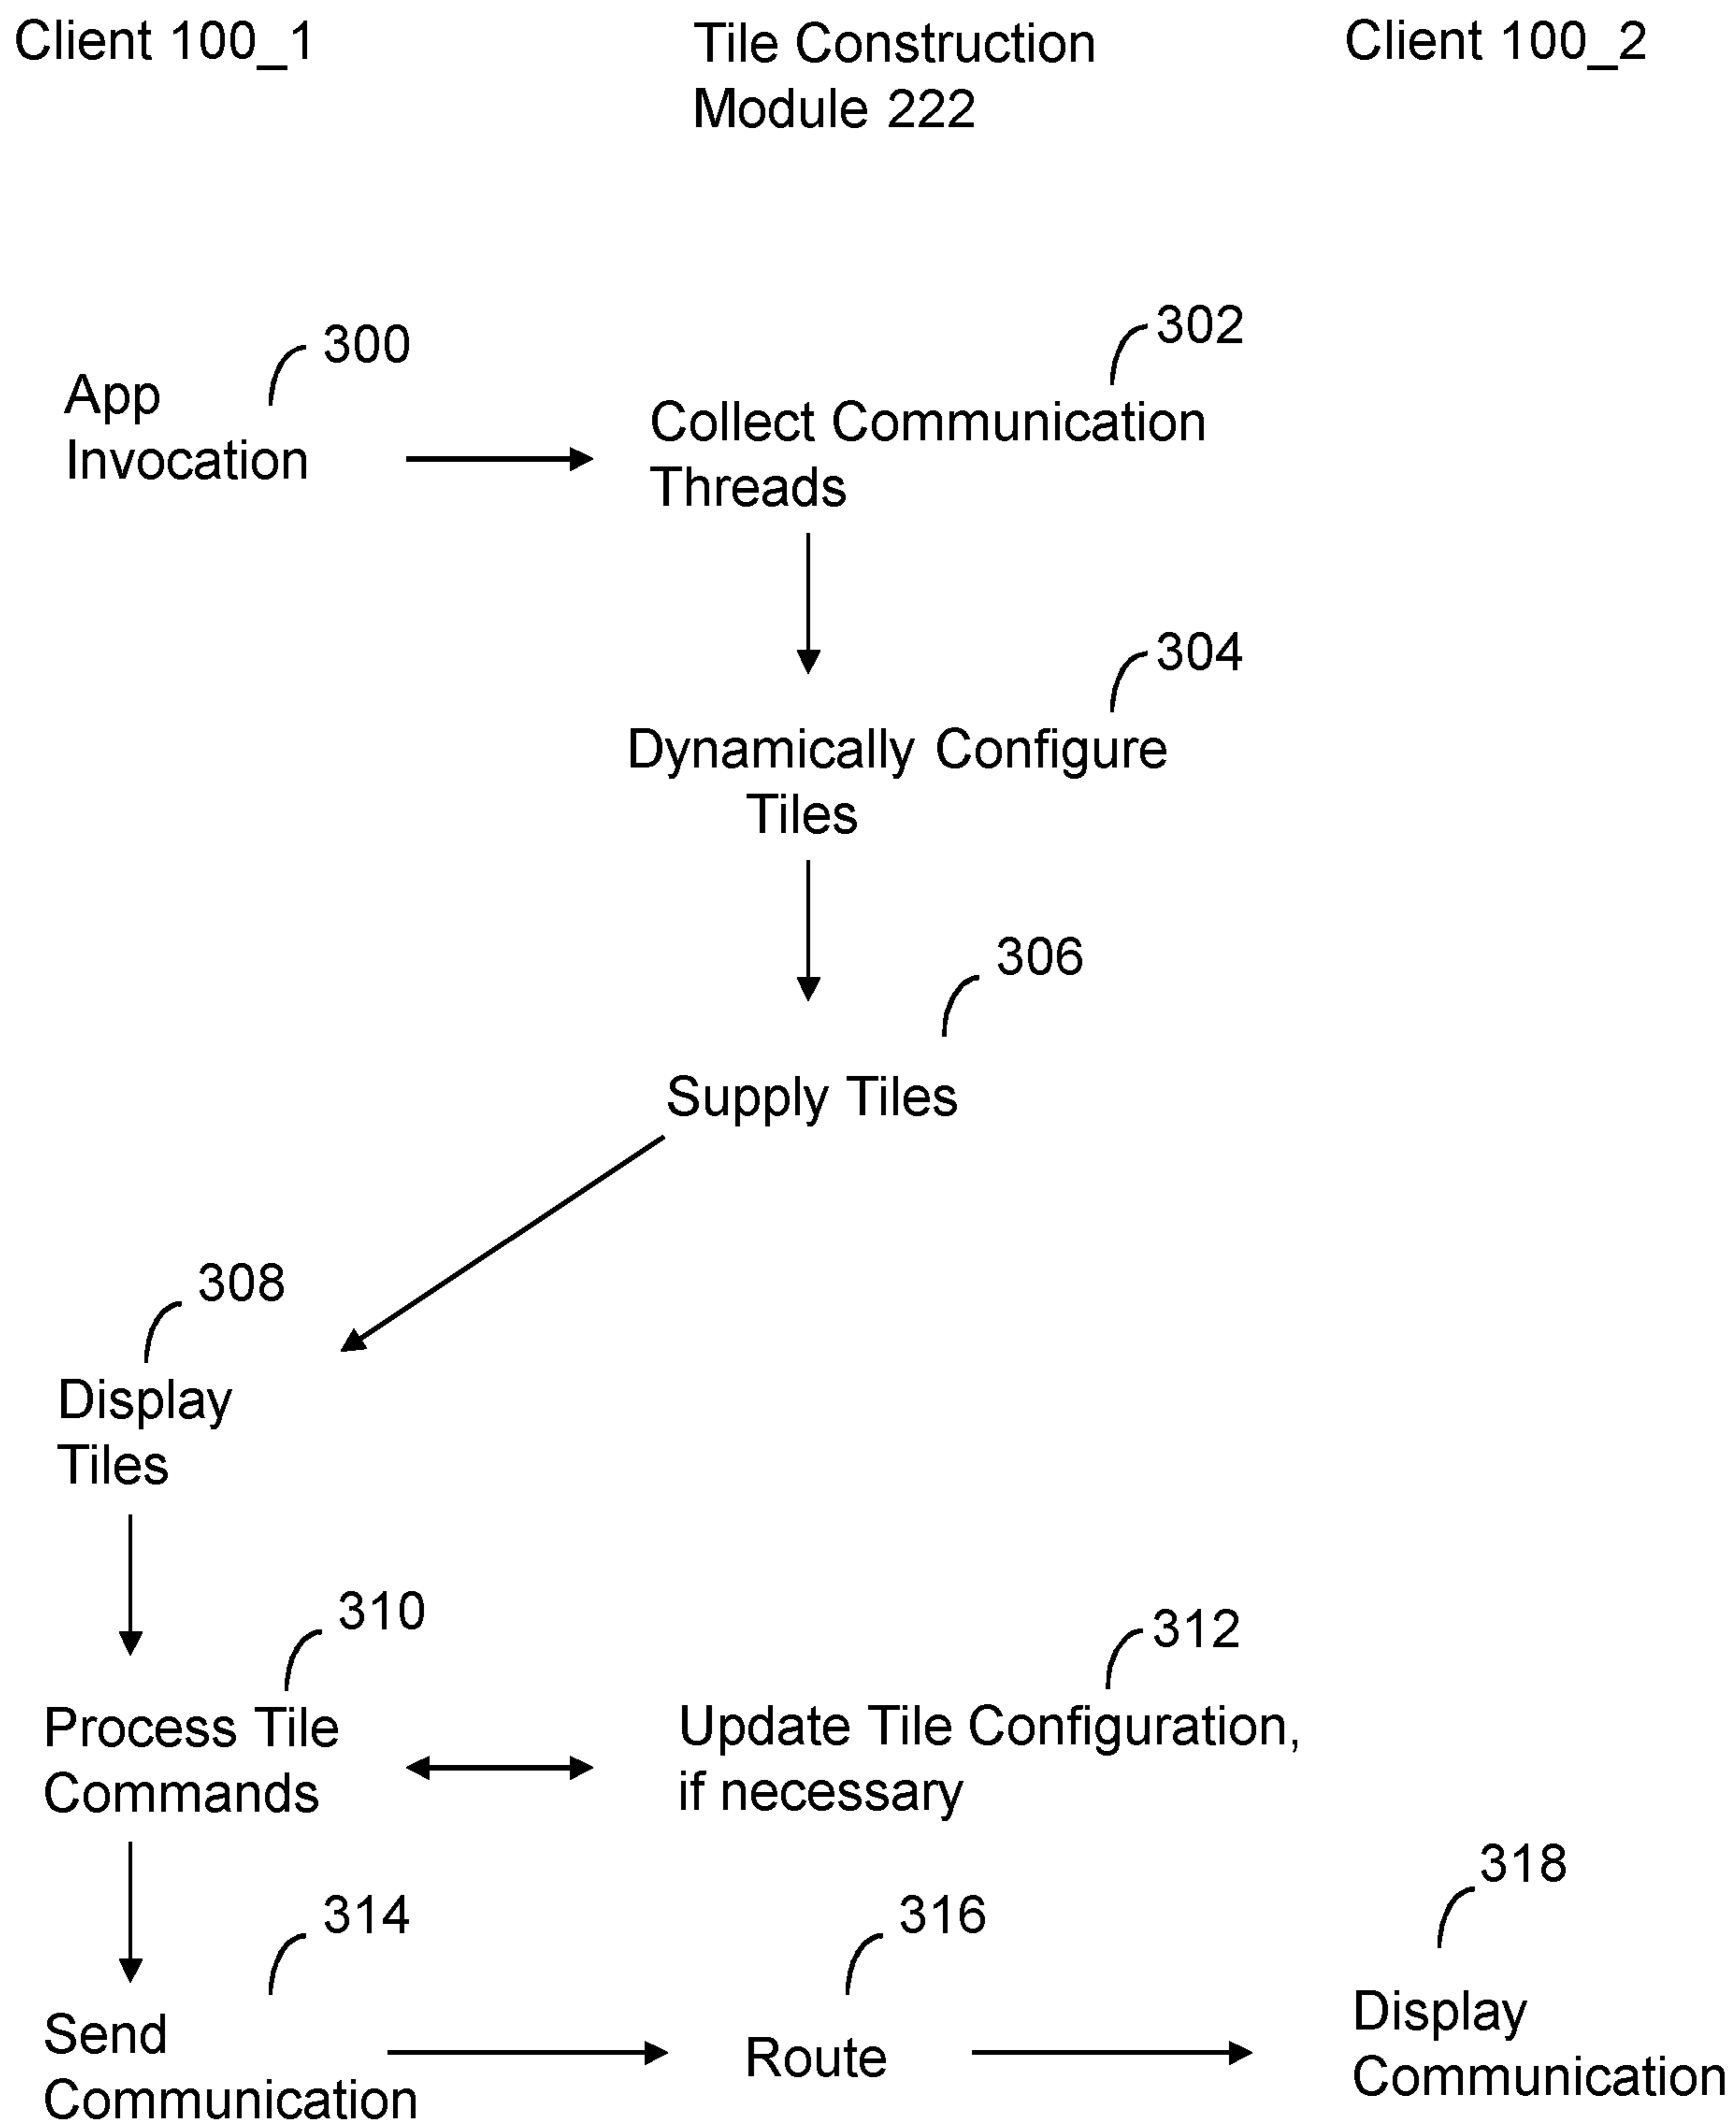 Client 100_1
Tile Construction
Module 222
Client 100_2
300
App
Invocation
302
Collect Communication
Threads
304
Dynamically Configure
Tiles
306
Supply Tiles
308
Display
Tiles
310
Process Tile
Commands
312
Update Tile Configuration,
if necessary
314
Send
Communication
316
Route
318
Display
Communication